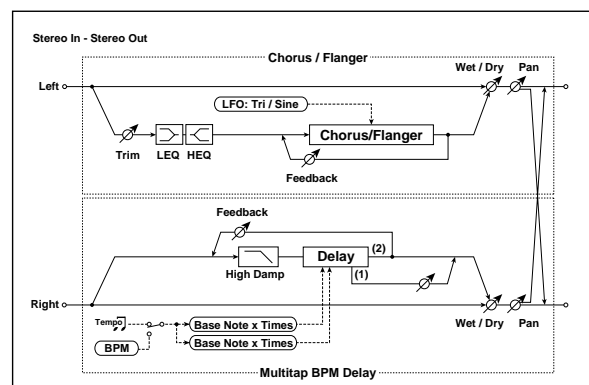 Stereo In - Stereo Out
Chorus / Flanger
Wet / Dry
Pan
Left
LFO: Tri / Sine
Chorus/Flanger
Trim
LEQ
HEQ
Feedback
Feedback
High Damp
Delay
(2)
(1)
Right
Tempo
BPM
Base Note x Times
Base Note x Times
Wet / Dry
Pan
Multitap BPM Delay